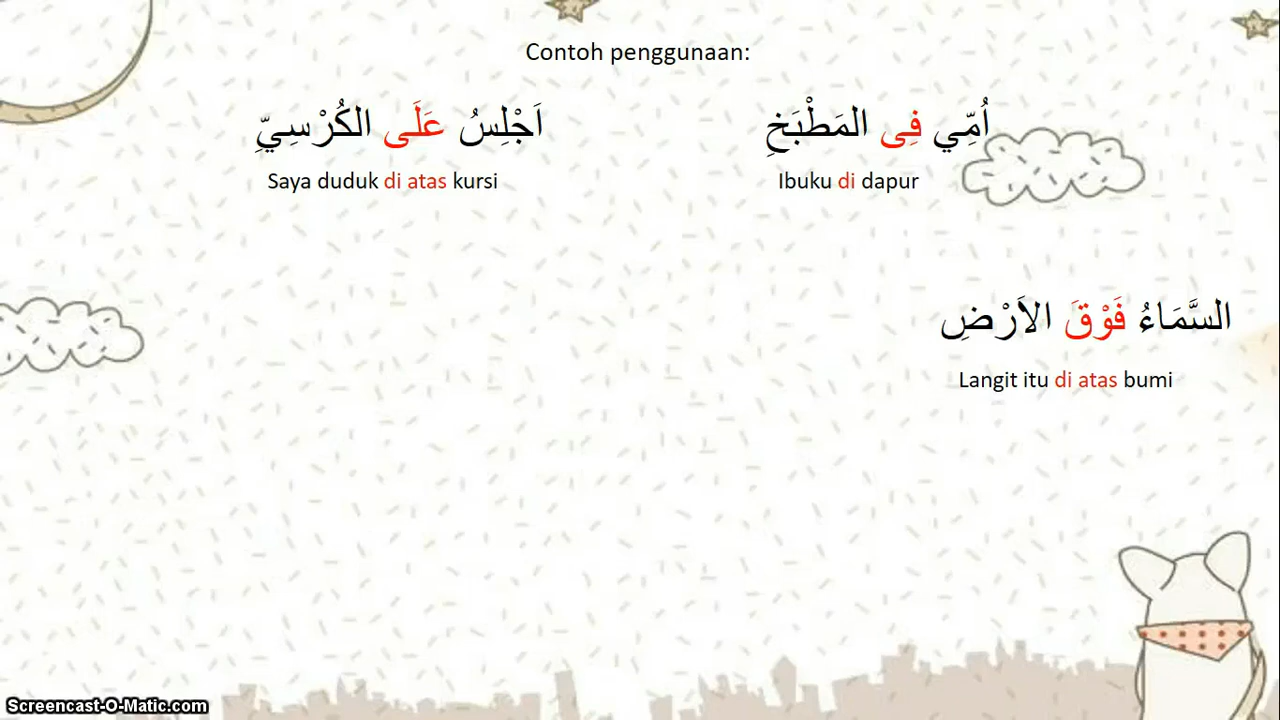 Contoh penggunaan:
اُمِّي فِى المَطْبَخِ
Ibuku di dapur
اَجْلِسُ عَلَى الكُرْسِيِّ
Saya duduk di atas kursi
السَّمَاءُ فَوْقَ الاَرْضِ
Langit itu di atas bumi
Screencast-O-Matic.com